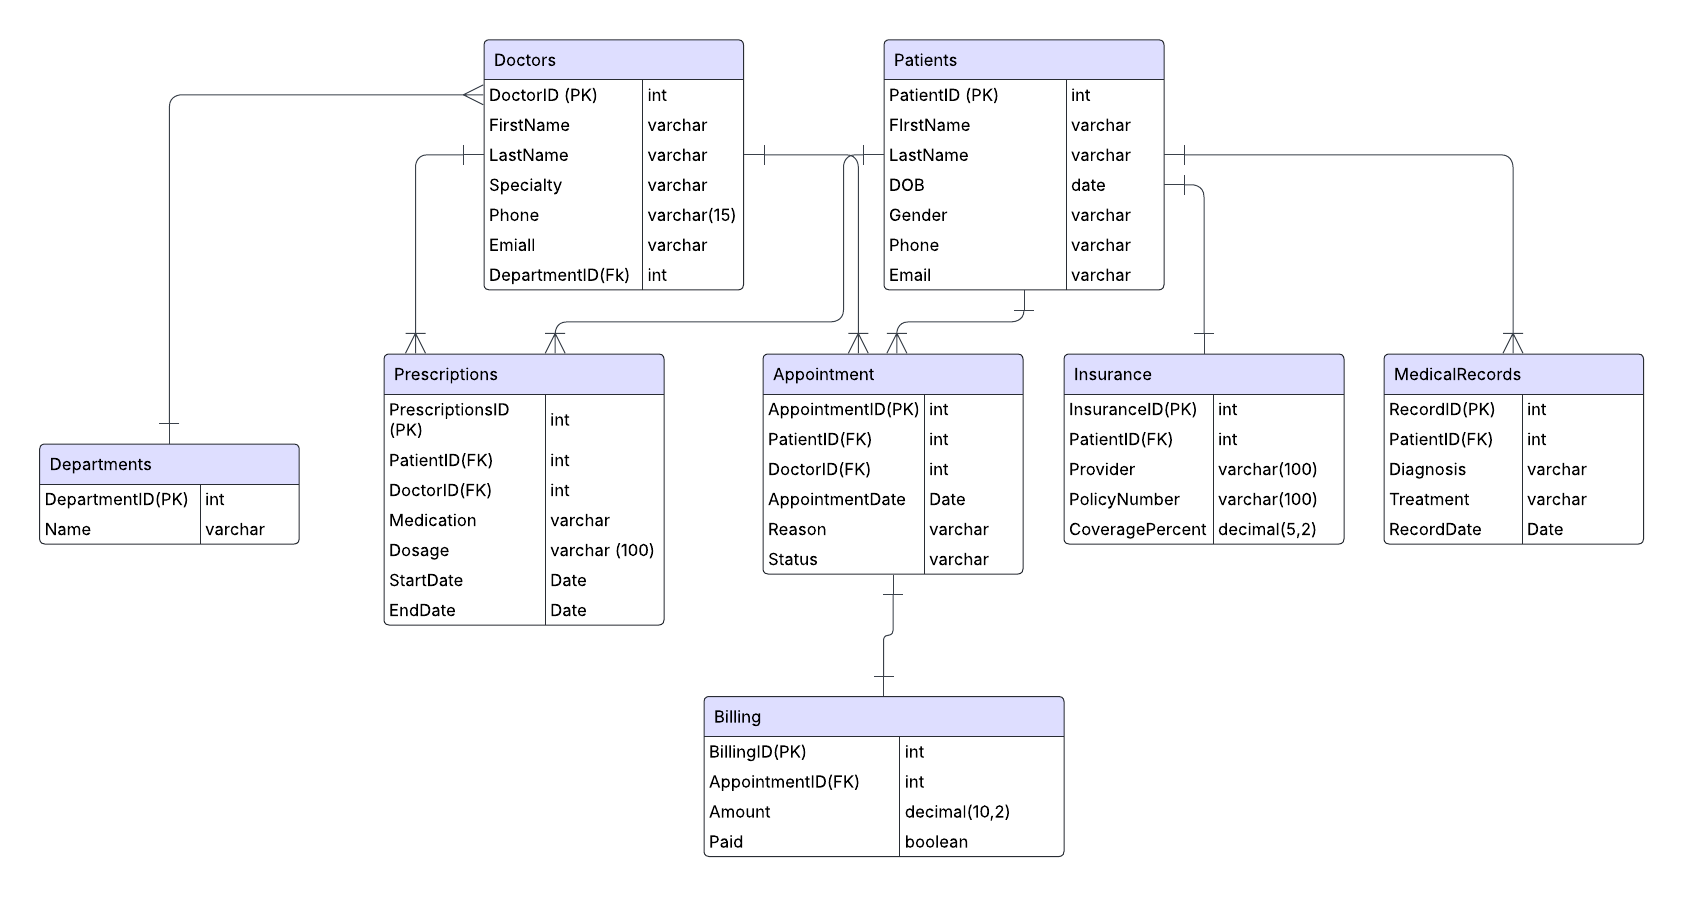 Doctors
DoctorID (PK) int
FirstName varchar
LastName varchar
Specialty varchar
Phone varchar(15)
Emiall varchar
DepartmentID(Fk) int
Patients
PatientID (PK) int
FIrstName varchar
LastName varchar
DOB date
Gender varchar
Phone varchar
Email varchar
Departments
DepartmentID(PK) int
Name varchar
Prescriptions
PrescriptionsID
(PK) int
PatientID(FK) int
DoctorID(FK) int
Medication varchar
Dosage varchar (100)
StartDate Date
EndDate Date
Appointment
AppointmentID(PK) int
PatientID(FK) int
DoctorID(FK) int
AppointmentDate Date
Reason varchar
Status varchar
Insurance
InsuranceID(PK) int
PatientID(FK) int
Provider varchar(100)
PolicyNumber varchar(100)
CoveragePercent decimal(5,2)
MedicalRecords
RecordID(PK) int
PatientID(FK) int
Diagnosis varchar
Treatment varchar
RecordDate Date
Billing
BillingID(PK) int
AppointmentID(FK) int
Amount decimal(10,2)
Paid boolean